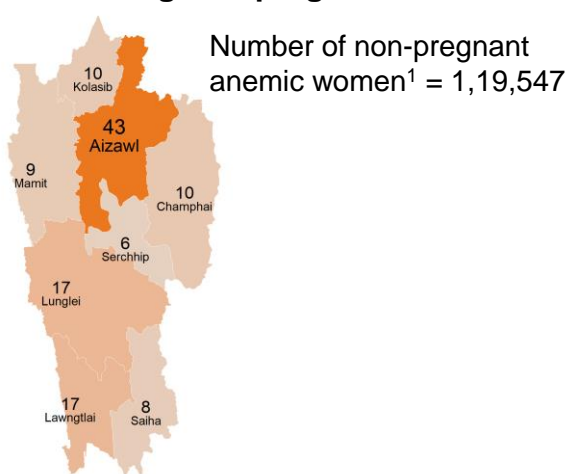 Number of non-pregnant
anemic women¹ = 1,19,547
10
Kolasib
43
Aizawl
9
Mamit
10
Champhai
6
Serchhip
17
Lunglei
17
Lawngtlai
8
Saiha